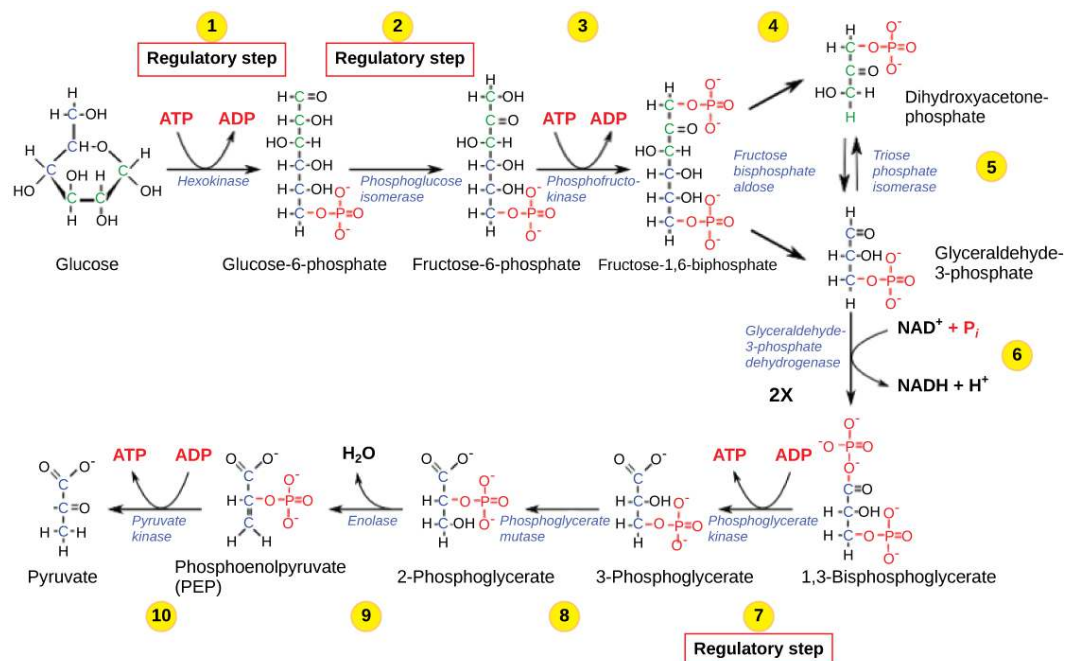 1
2
3
4
Regulatory step
Regulatory step
ATP
ADP
ATP
ADP
Hexokinase
Phosphoglucose
isomerase
Phosphofructo-
kinase
Fructose
bisphosphate
aldose
Triose
phosphate
isomerase
5
Dihydroxyacetone-
phosphate
Glucose
Glucose-6-phosphate
Fructose-6-phosphate
Fructose-1,6-biphosphate
Glyceraldehyde-
3-phosphate
Glyceraldehyde-
3-phosphate
dehydrogenase
NAD⁺ + Pᵢ
6
NADH + H⁺
2X
ATP
ADP
H₂O
ATP
ADP
Pyruvate
kinase
Enolase
Phosphoglycerate
mutase
Phosphoglycerate
kinase
Pyruvate
Phosphoenolpyruvate
(PEP)
2-Phosphoglycerate
3-Phosphoglycerate
1,3-Bisphosphoglycerate
10
9
8
7
Regulatory step